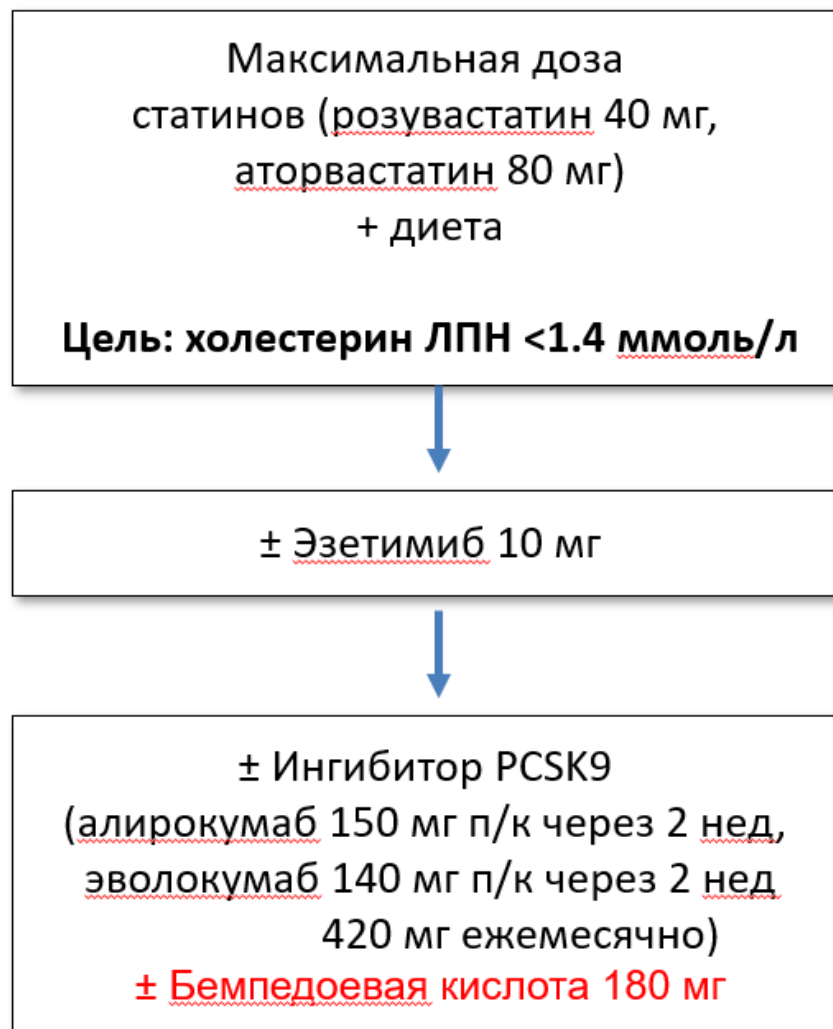 Максимальная доза
статинов (розувастатин 40 мг,
аторвастатин 80 мг)
+ диета
Цель: холестерин ЛПН <1.4 ммоль/л
± Эзетимиб 10 мг
± Ингибитор PCSK9
(алирокумаб 150 мг п/к через 2 нед,
эволокумаб 140 мг п/к через 2 нед
420 мг ежемесячно)
± Бемпедоевая кислота 180 мг